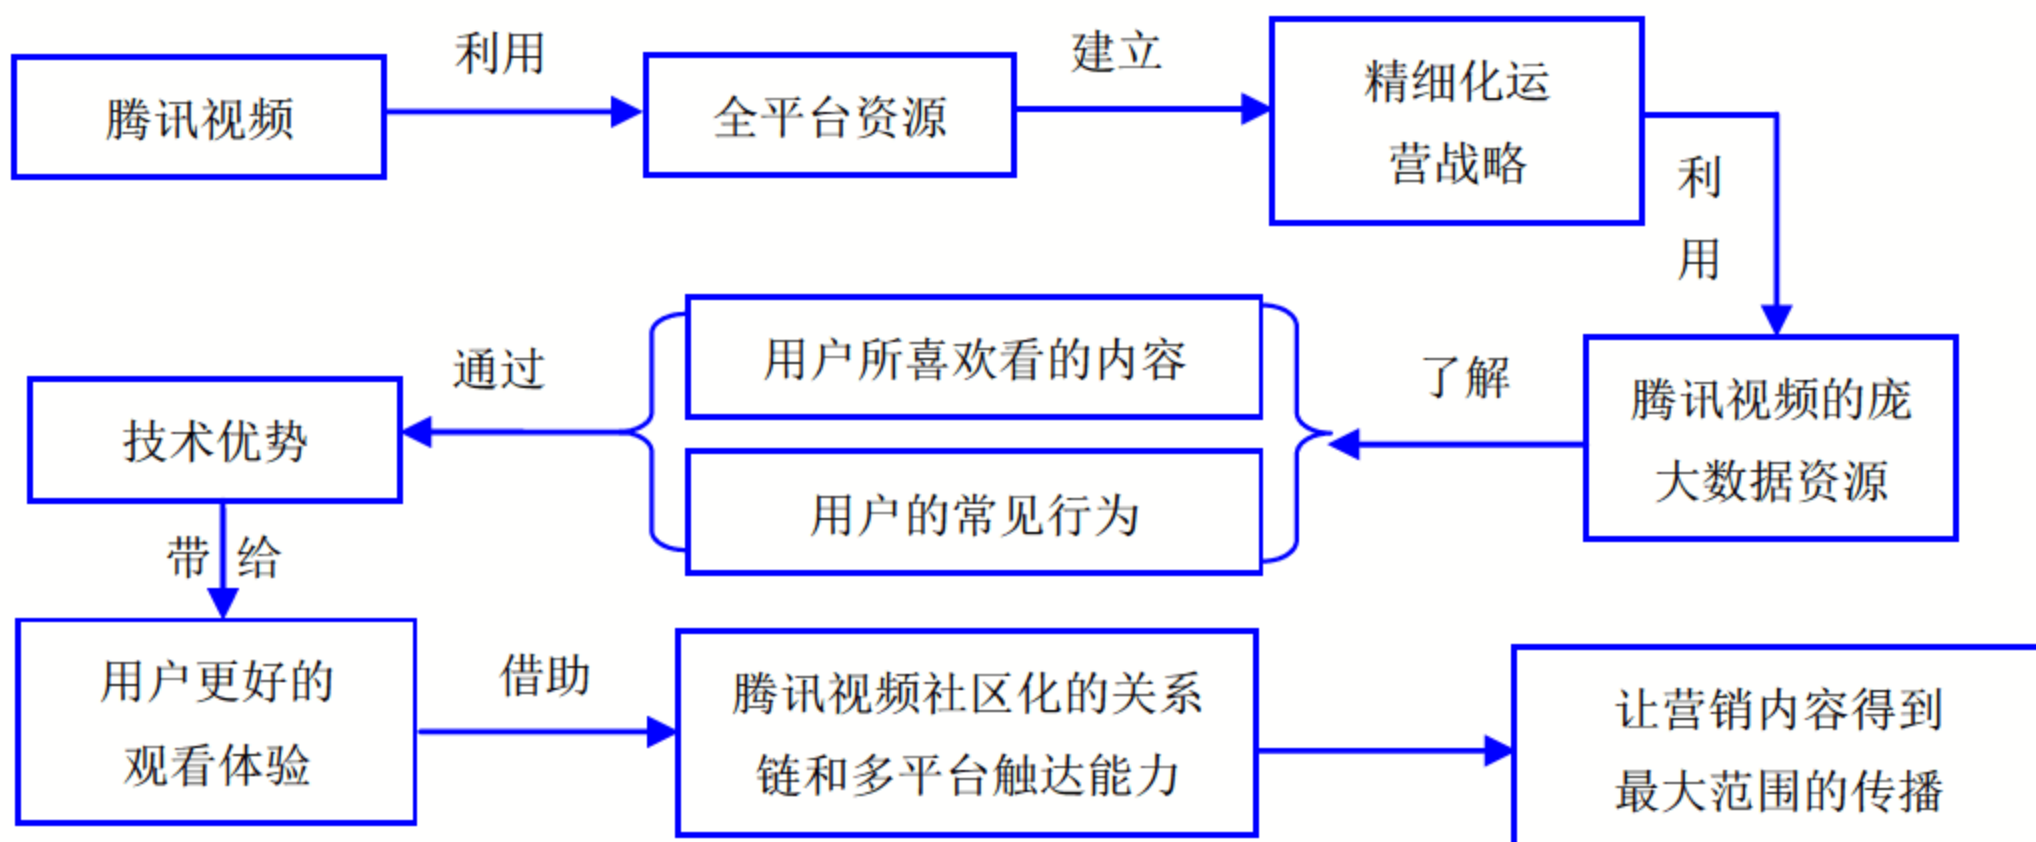 腾讯视频
利用
全平台资源
建立
精细化运
营战略
利
用
腾讯视频的庞
大数据资源
了解
用户所喜欢看的内容
用户的常见行为
通过
技术优势
带给
用户更好的
观看体验
借助
腾讯视频社区化的关系
链和多平台触达能力
让营销内容得到
最大范围的传播